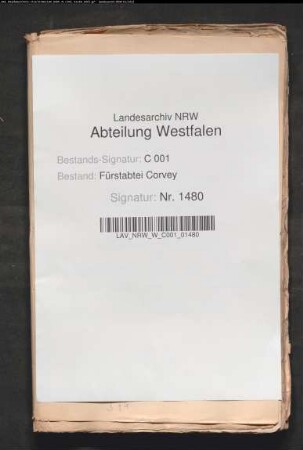 Landesarchiv NRW
Abteilung Westfalen
Bestands-Signatur: C 001
Bestand: Fürstabtei Corvey
Signatur: Nr. 1480
LAV_NRW_W_C001_01480